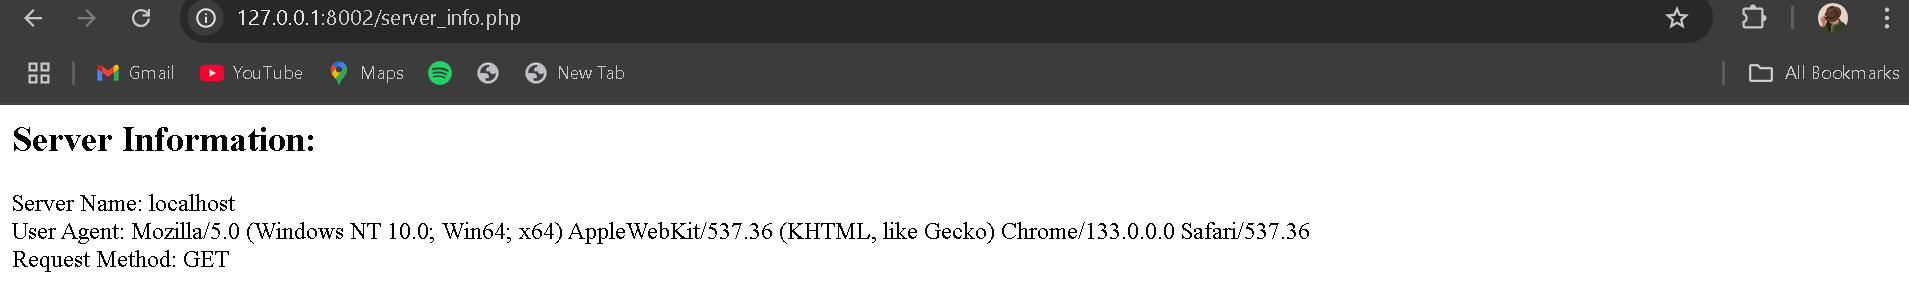 127.0.0.1:8002/server_info.php
Gmail YouTube Maps New Tab All Bookmarks
Server Information:
Server Name: localhost
User Agent: Mozilla/5.0 (Windows NT 10.0; Win64; x64) AppleWebKit/537.36 (KHTML, like Gecko) Chrome/133.0.0.0 Safari/537.36
Request Method: GET